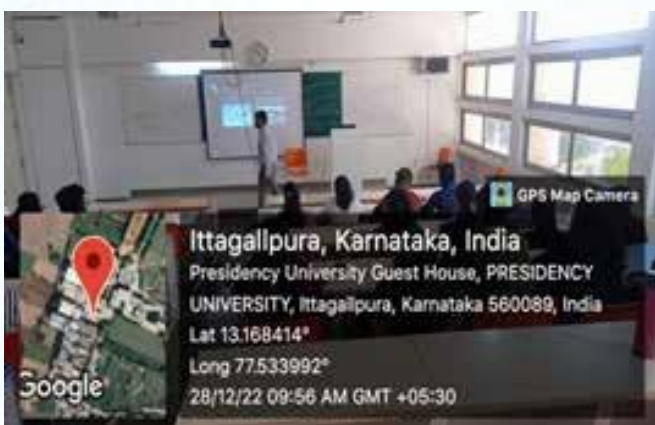 GPS Map Camera
Ittagallpura, Karnataka, India
Presidency University Guest House, PRESIDENCY
UNIVERSITY, Ittagallpura, Karnataka 560089, India
Lat 13.168414°
Long 77.533992°
28/12/22 09:56 AM GMT +05:30
Google